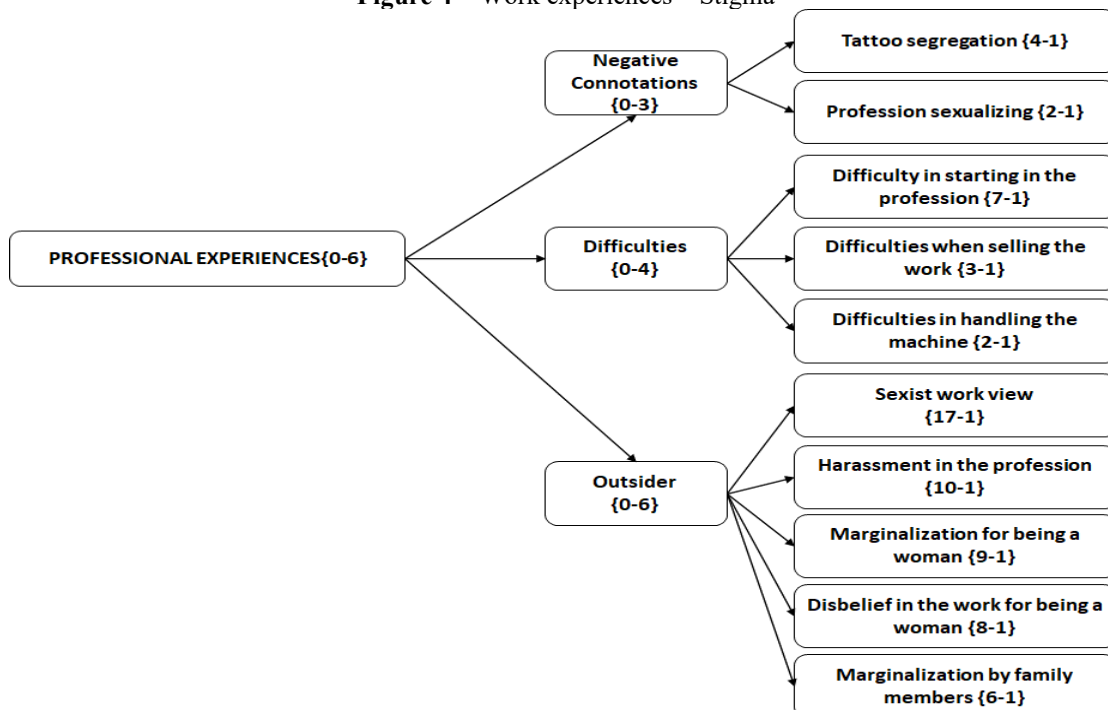 Figure 4 – Work experiences – Stigma
Negative
Connotations
{0-3}
Tattoo segregation {4-1}
Profession sexualizing {2-1}
PROFESSIONAL EXPERIENCES{0-6}
Difficulties
{0-4}
Difficulty in starting in the
profession {7-1}
Difficulties when selling the
work {3-1}
Difficulties in handling the
machine {2-1}
Outsider
{0-6}
Sexist work view
{17-1}
Harassment in the profession
{10-1}
Marginalization for being a
woman {9-1}
Disbelief in the work for being a
woman {8-1}
Marginalization by family
members {6-1}